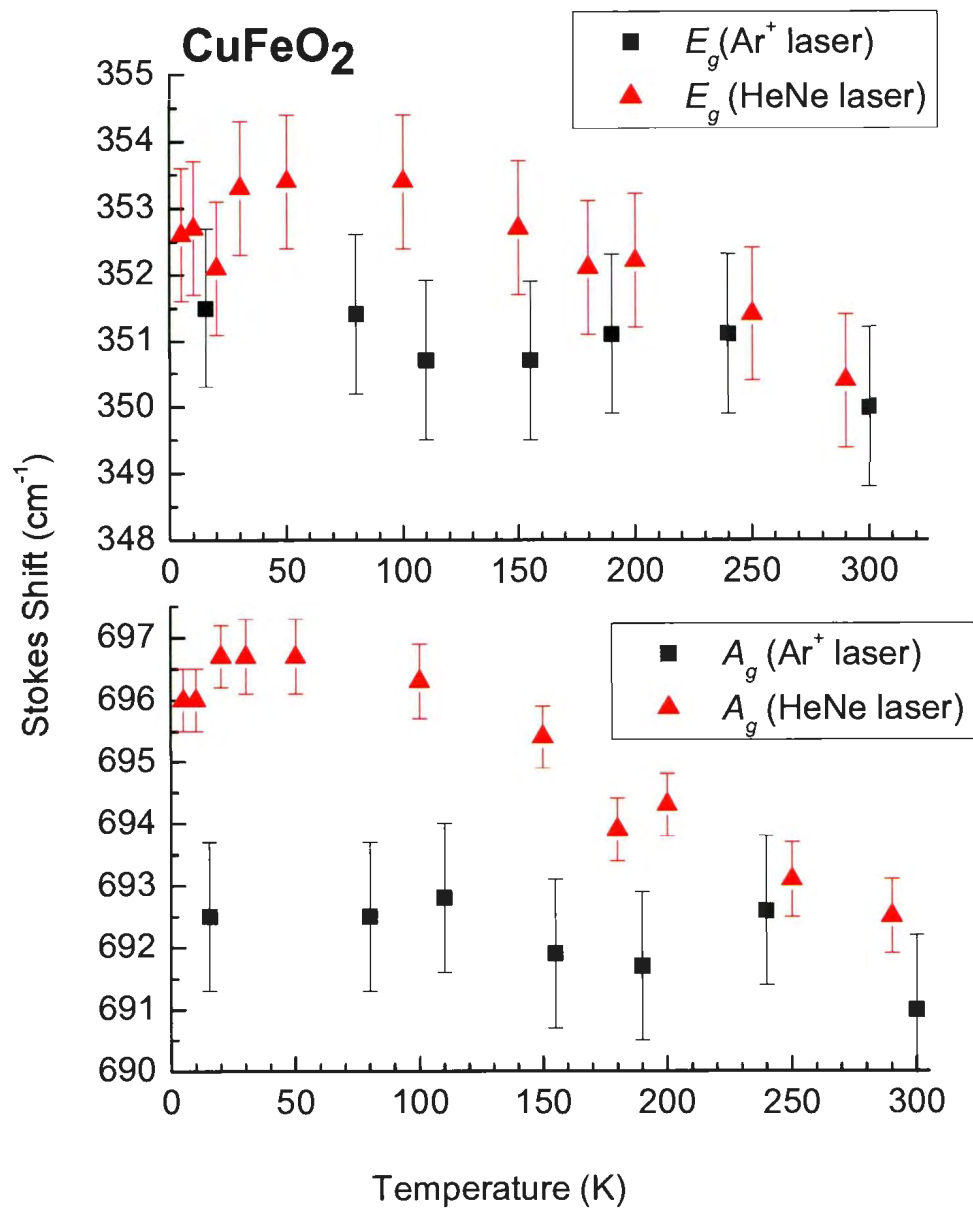 CuFeO2
Eg(Ar+ laser)
Eg (HeNe laser)
355
354
353
352
351
350
349
348
0 50 100 150 200 250 300
Stokes Shift (cm-1)
Ag (Ar+ laser)
Ag (HeNe laser)
697
696
695
694
693
692
691
690
0 50 100 150 200 250 300
Temperature (K)